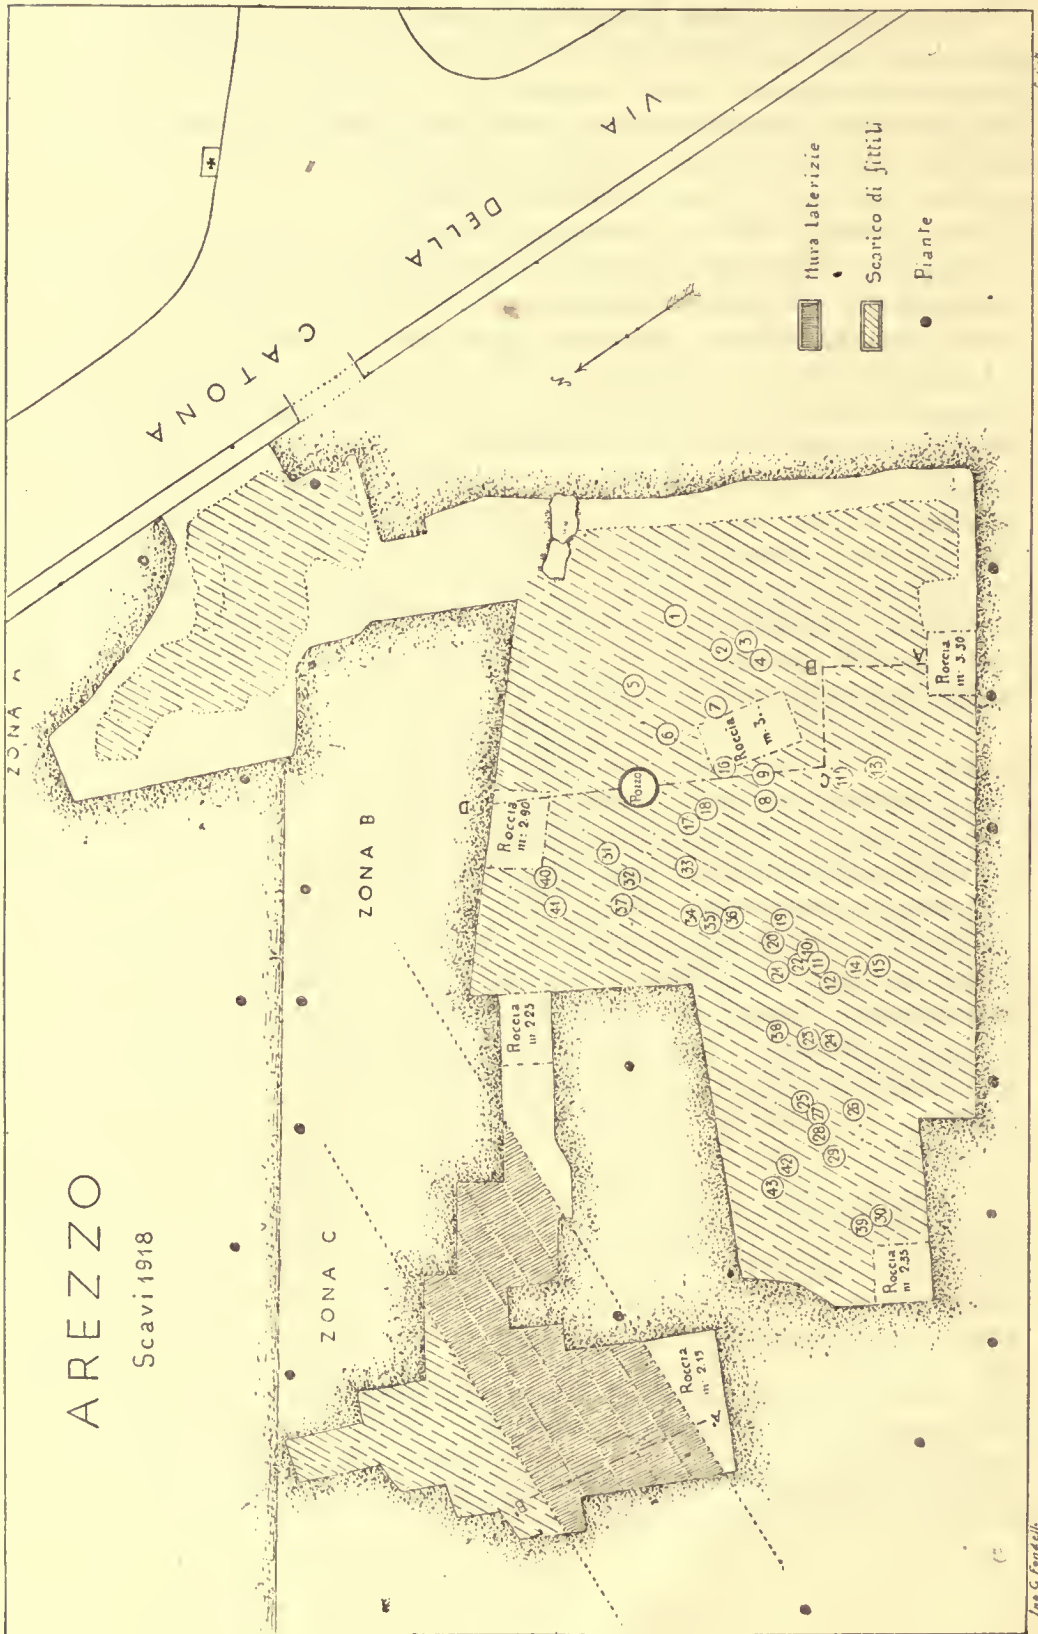 AREZZO
Scavi 1918
ZONA A
ZONA B
ZONA C
VIA
DELLA
CATONA
N
Mura laterizie
Scarico di fittili
Piante
Roccia
m. 2.90
Roccia
m 2 25
Roccia
m 2.15
Roccia
m 2.35
Roccia
m. 3.
Roccia
m 3.30
Pozzo
A
B
C
D
A
B
1
2
3
4
5
6
7
16
9
8
11
13
17
18
31
32
37
33
40
41
34
35
36
19
20
21
22
10
11
12
14
15
38
23
24
25
27
26
28
29
42
43
39
30
Ing. G. Fondelli